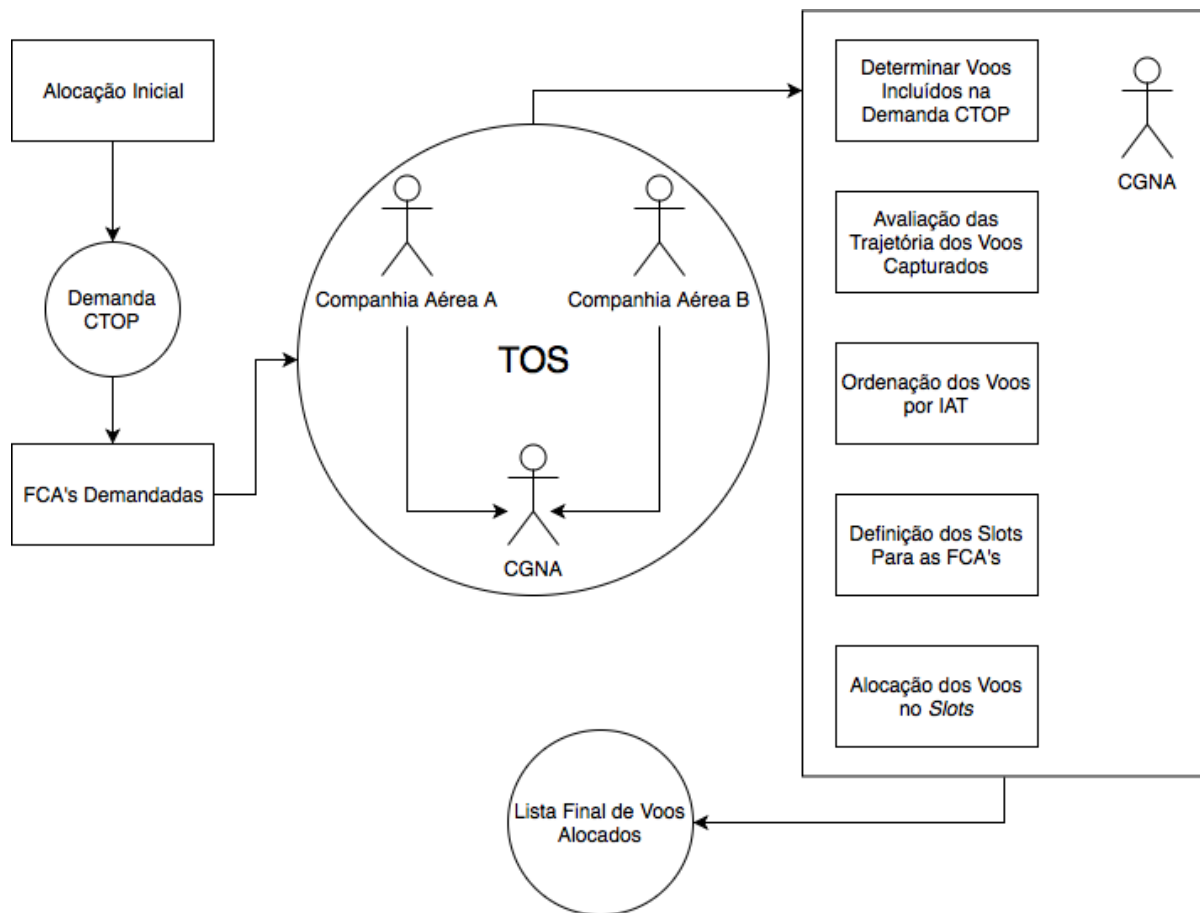 Alocação Inicial
Demanda
CTOP
FCA's Demandadas
Companhia Aérea A
Companhia Aérea B
TOS
CGNA
Determinar Voos
Incluídos na
Demanda CTOP
CGNA
Avaliação das
Trajetória dos Voos
Capturados
Ordenação dos Voos
por IAT
Definição dos Slots
Para as FCA's
Alocação dos Voos
no Slots
Lista Final de Voos
Alocados